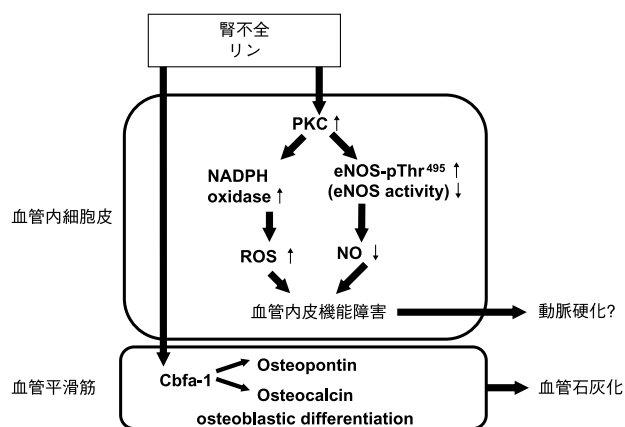 腎不全
リン
PKC ↑
NADPH
oxidase ↑
eNOS-pThr⁴⁹⁵ ↑
(eNOS activity) ↓
血管内細胞皮
ROS ↑
NO ↓
血管内皮機能障害
動脈硬化?
血管平滑筋
Cbfa-1
Osteopontin
Osteocalcin
osteoblastic differentiation
血管石灰化